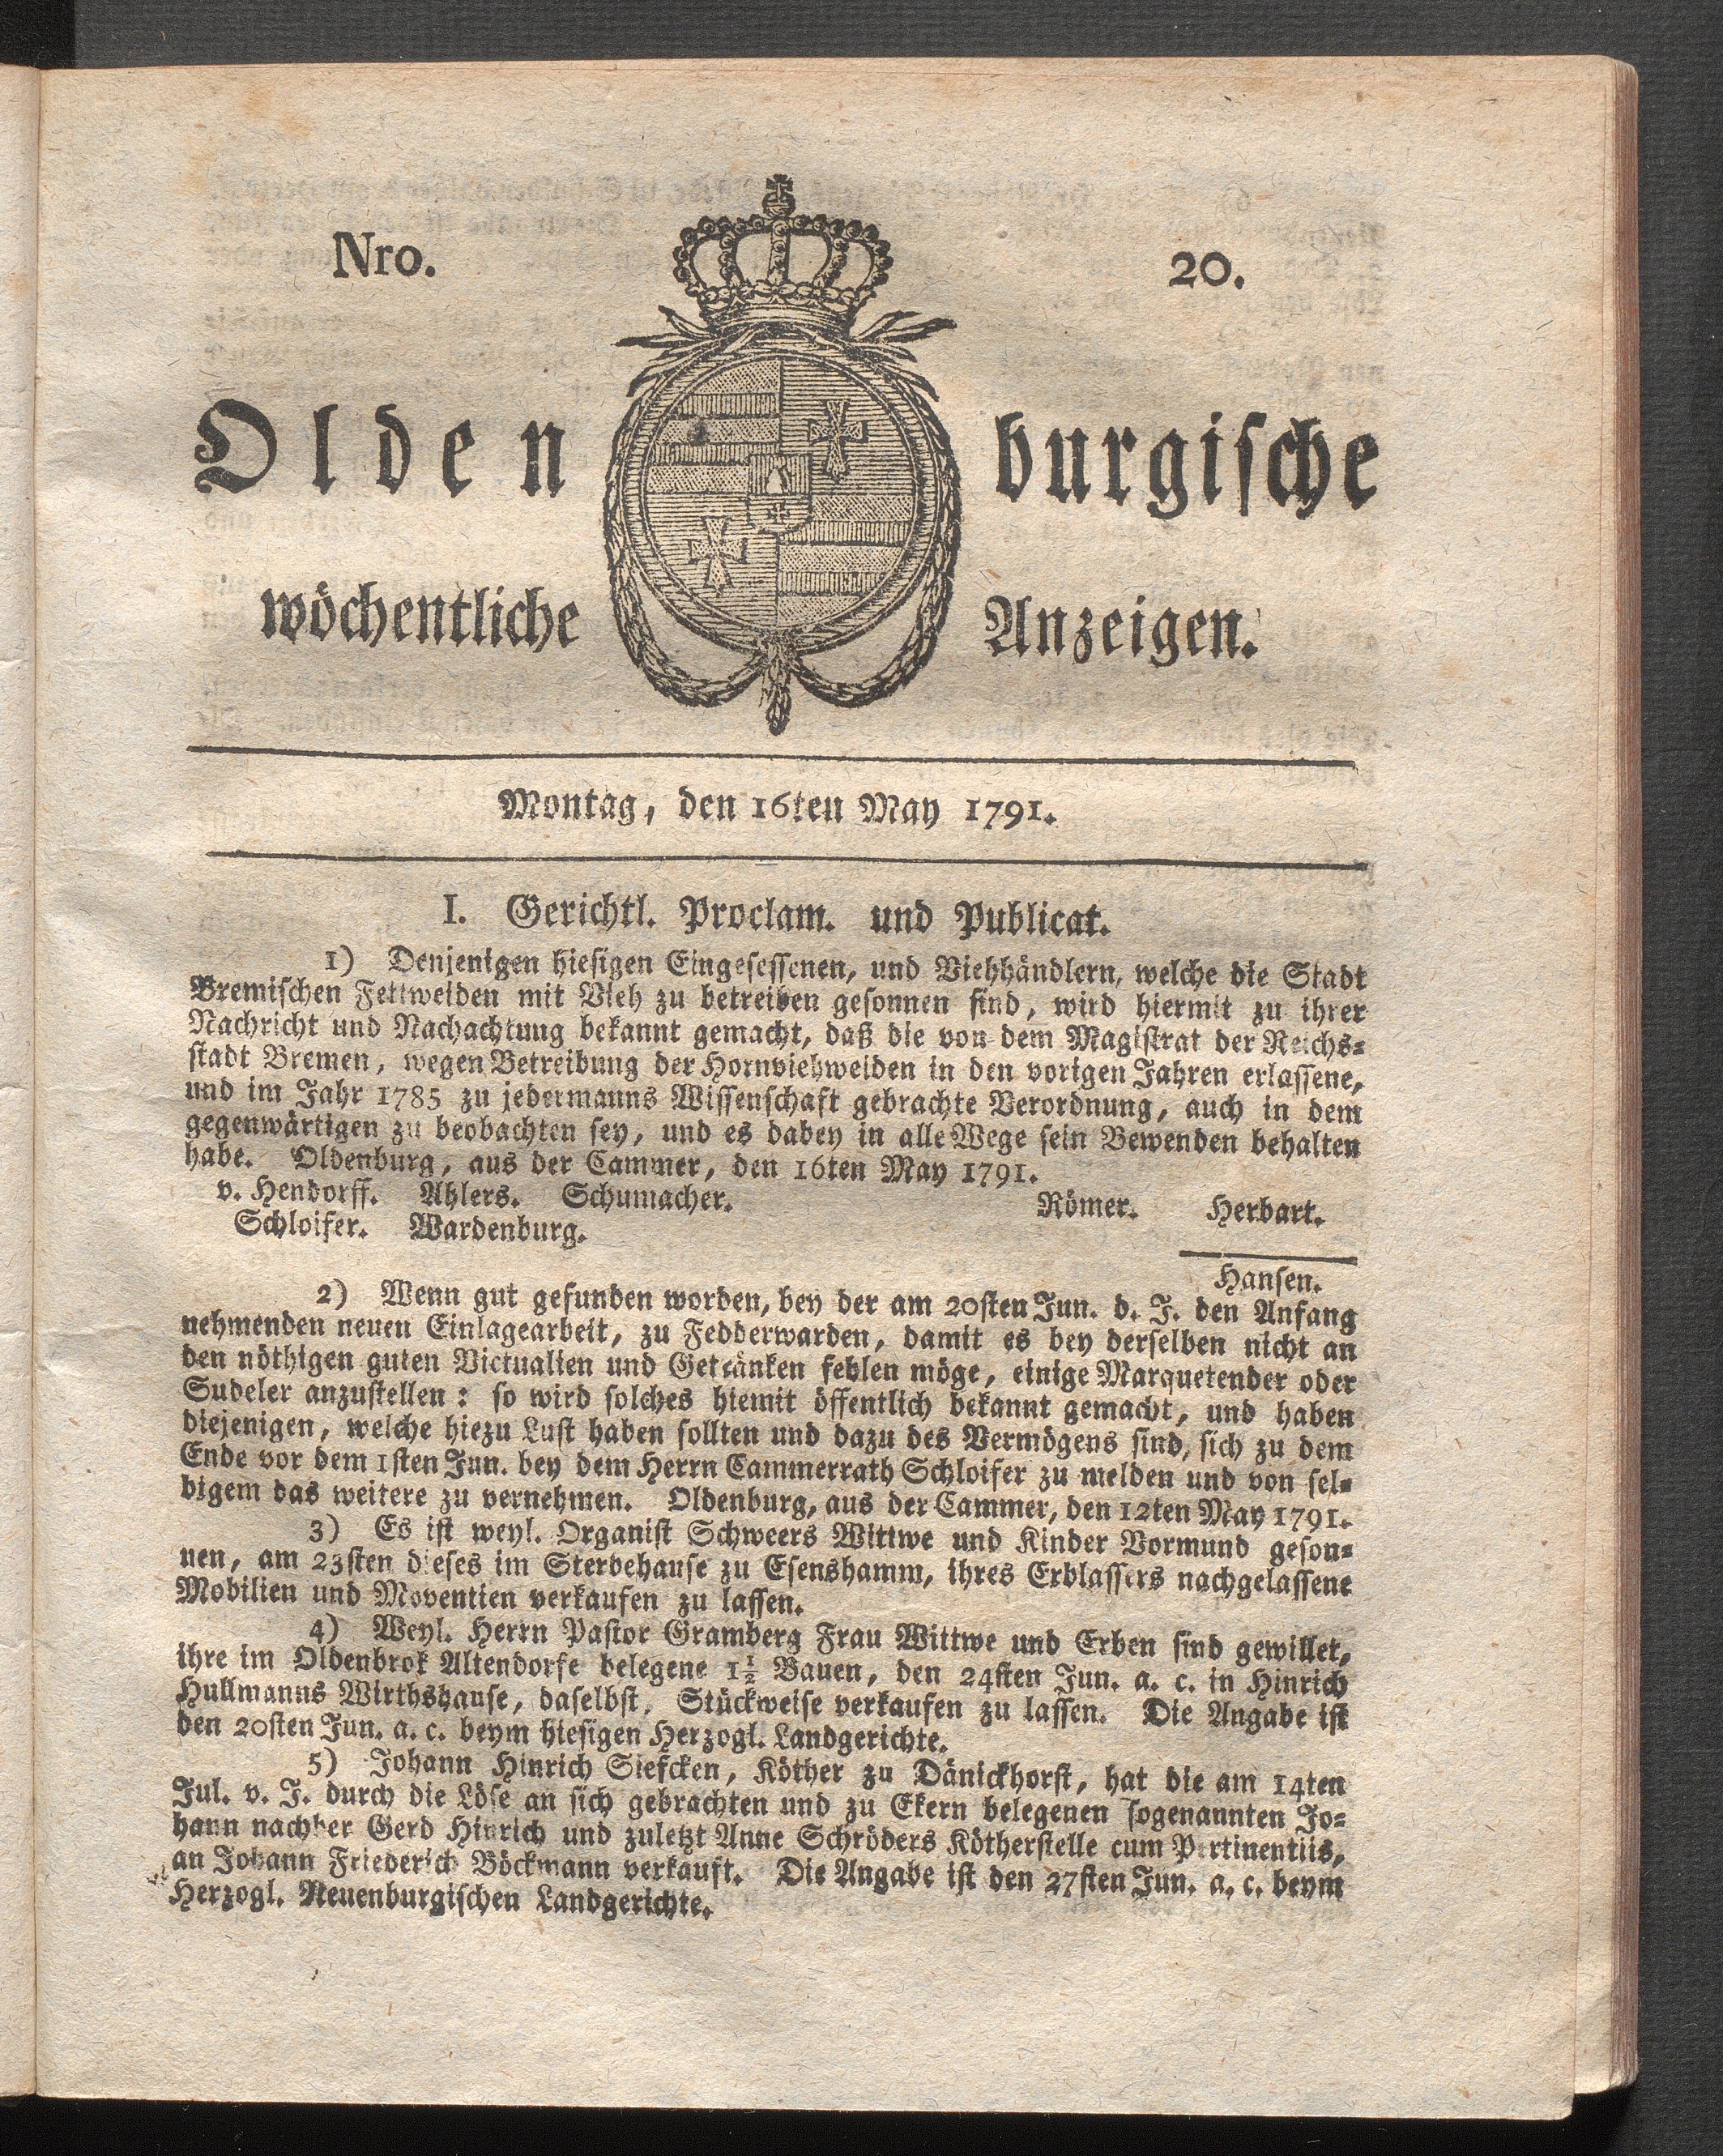 Nro. 20.
Oldenburgische
wöchentliche Anzeigen.
Montag, den 16ten May 1791.
I. Gerichtl. Proclam. und Publicat.
1) Denjenigen hiesigen Eingesessenen, und Viehhändlern, welche die Stadt
Bremischen Fettweiden mit Vieh zu betreiben gesonnen sind, wird hiermit zu ihrer
Nachricht und Nachachtung bekannt gemacht, daß die von dem Magistrat der Reichs-
stadt Bremen, wegen Betreibung der Hornviehweiden in den vorigen Jahren erlassene,
und im Jahr 1785 zu jedermanns Wissenschaft gebrachte Verordnung, auch in dem
gegenwärtigen zu beobachten sey, und es dabey in alle Wege sein Bewenden behalten
habe. Oldenburg, aus der Cammer, den 16ten May 1791.
v. Hendorff. Ahlers. Schumacher. Römer. Herbart.
Schloifer. Wardenburg.
Hansen.
2) Wenn gut gefunden worden, bey der am 20sten Jun. d. J. den Anfang
nehmenden neuen Einlagearbeit, zu Fedderwarden, damit es bey derselben nicht an
den nöthigen guten Victualien und Getränken fehlen möge, einige Marquetender oder
Sudeler anzustellen: so wird solches hiemit öffentlich bekannt gemacht, und haben
diejenigen, welche hiezu Lust haben sollten und dazu des Vermögens sind, sich zu dem
Ende vor dem 1sten Jun. bey dem Herrn Cammerrath Schloifer zu melden und von sel-
bigem das weitere zu vernehmen. Oldenburg, aus der Cammer, den 12ten May 1791.
3) Es ist weyl. Organist Schweers Wittwe und Kinder Vormund geson-
nen, am 23sten dieses im Sterbehause zu Esenshamm, ihres Erblassers nachgelassene
Mobilien und Moventien verkaufen zu lassen.
4) Weyl. Herrn Pastor Gramberg Frau Wittwe und Erben sind gewillet,
ihre im Oldenbrok Altendorfe belegene 1½ Bauen, den 24sten Jun. a. c. in Hinrich
Hullmanns Wirthshause, daselbst, Stückweise verkaufen zu lassen. Die Angabe ist
den 20sten Jun. a. c. beym hiesigen Herzogl. Landgerichte.
5) Johann Hinrich Siefcken, Köther zu Dänickhorst, hat die am 14ten
Jul. v. J. durch die Löse an sich gebrachten und zu Ekern belegenen sogenannten Jo-
hann nachher Gerd Hinrich und zuletzt Anne Schröders Kötherstelle cum Pertinentiis,
an Johann Friederich Böckmann verkauft. Die Angabe ist den 27sten Jun. a. c. beym
Herzogl. Neuenburgischen Landgerichte.